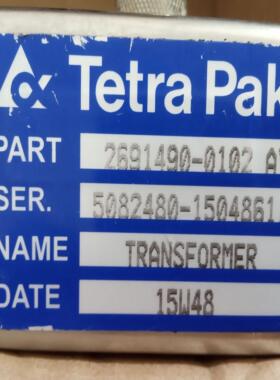 Tetra Pak
PART 2691490-0102
SER. 5082480-1504861
NAME TRANSFORMER
DATE 15W48